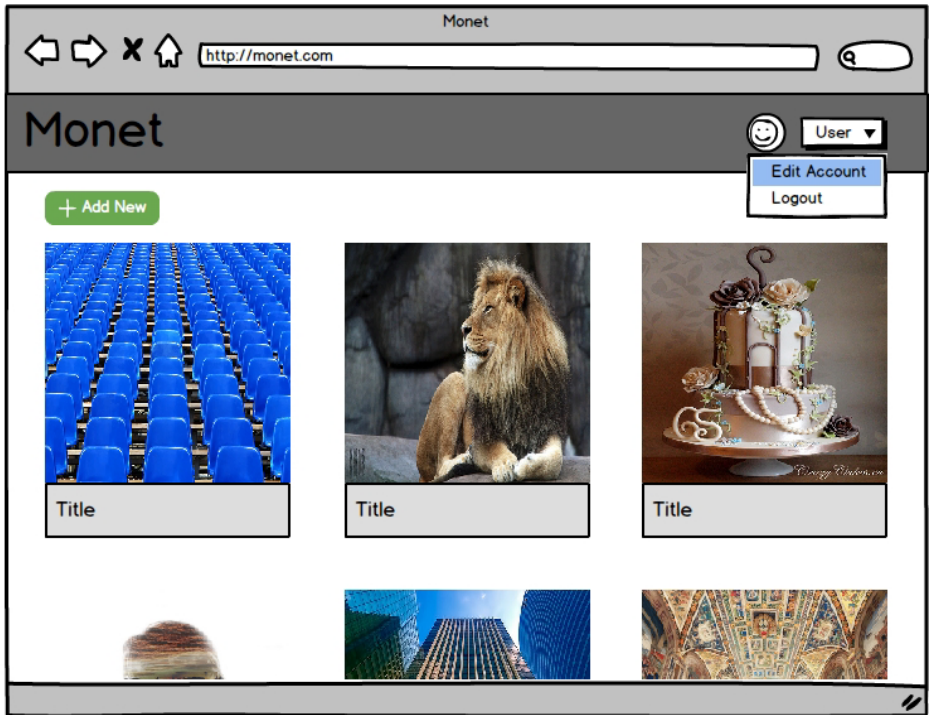 Monet
http://monet.com
Monet
User
Edit Account
Logout
+ Add New
Title
Title
Title